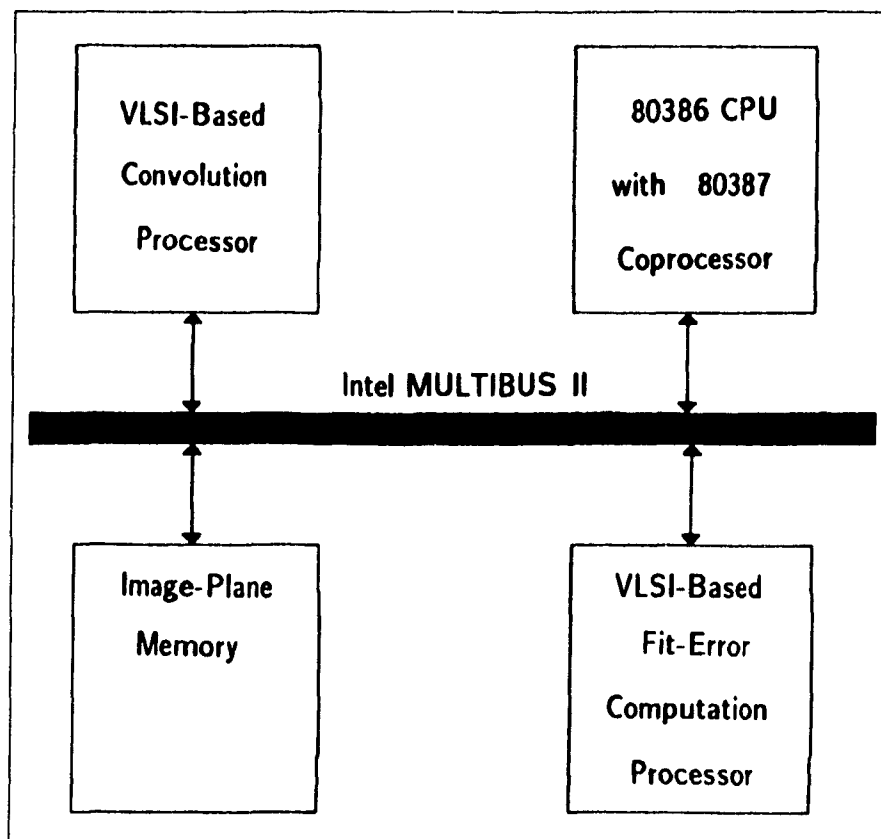 VLSI-Based
Convolution
Processor
80386 CPU
with 80387
Coprocessor
Intel MULTIBUS II
Image-Plane
Memory
VLSI-Based
Fit-Error
Computation
Processor